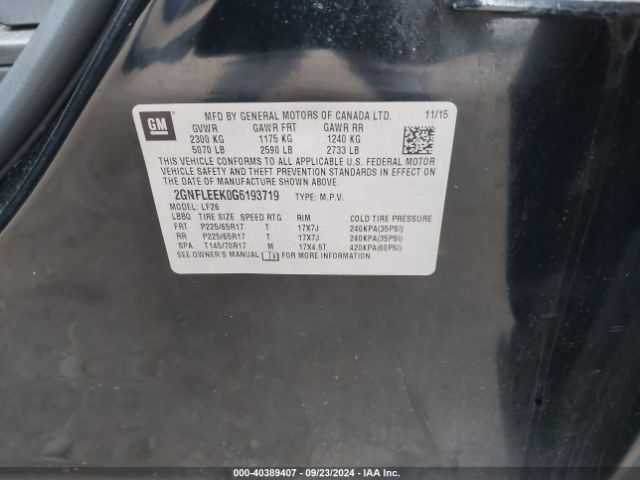 GM MFD BY GENERAL MOTORS OF CANADA LTD. 11/15
GVWR GAWR FRT GAWR RR
2300 KG 1175 KG 1240 KG
5070 LB 2590 LB 2733 LB
THIS VEHICLE CONFORMS TO ALL APPLICABLE U.S. FEDERAL MOTOR
VEHICLE SAFETY AND THEFT PREVENTION STANDARDS IN EFFECT ON
THE DATE OF MANUFACTURE SHOWN ABOVE.
2GNFLEEK0G6193719 TYPE: M.P.V.
MODEL: LF26
LBBQ TIRE SIZE SPEED RTG RIM COLD TIRE PRESSURE
FRT P225/65R17 T 17X7J 240KPA(35PSI)
RR P225/65R17 T 17X7J 240KPA(35PSI)
SPA T145/70R17 M 17X4.5T 420KPA(60PSI)
SEE OWNER'S MANUAL FOR MORE INFORMATION.
000-40389407 / 09/23/2024 - IAA Inc.